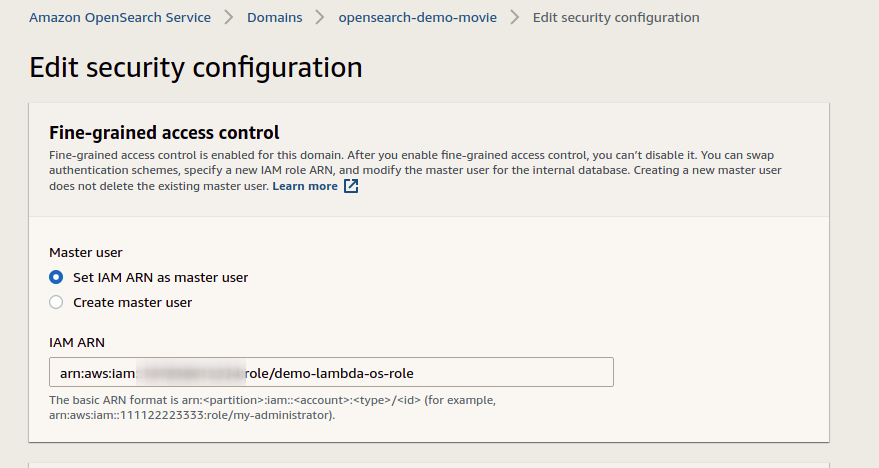 Amazon OpenSearch Service > Domains > opensearch-demo-movie > Edit security configuration
Edit security configuration
Fine-grained access control
Fine-grained access control is enabled for this domain. After you enable fine-grained access control, you can't disable it. You can swap
authentication schemes, specify a new IAM role ARN, and modify the master user for the internal database. Creating a new master user
does not delete the existing master user. Learn more
Master user
Set IAM ARN as master user
Create master user
IAM ARN
arn:aws:iam: role/demo-lambda-os-role
The basic ARN format is arn:<partition>:iam::<account>:<type>/<id> (for example,
arn:aws:iam::111122223333:role/my-administrator).